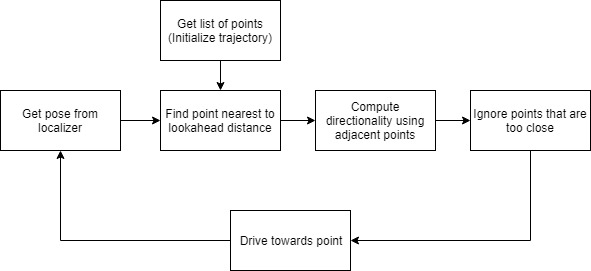 Get list of points
(Initialize trajectory)
Get pose from
localizer
Find point nearest to
lookahead distance
Compute
directionality using
adjacent points
Ignore points that are
too close
Drive towards point